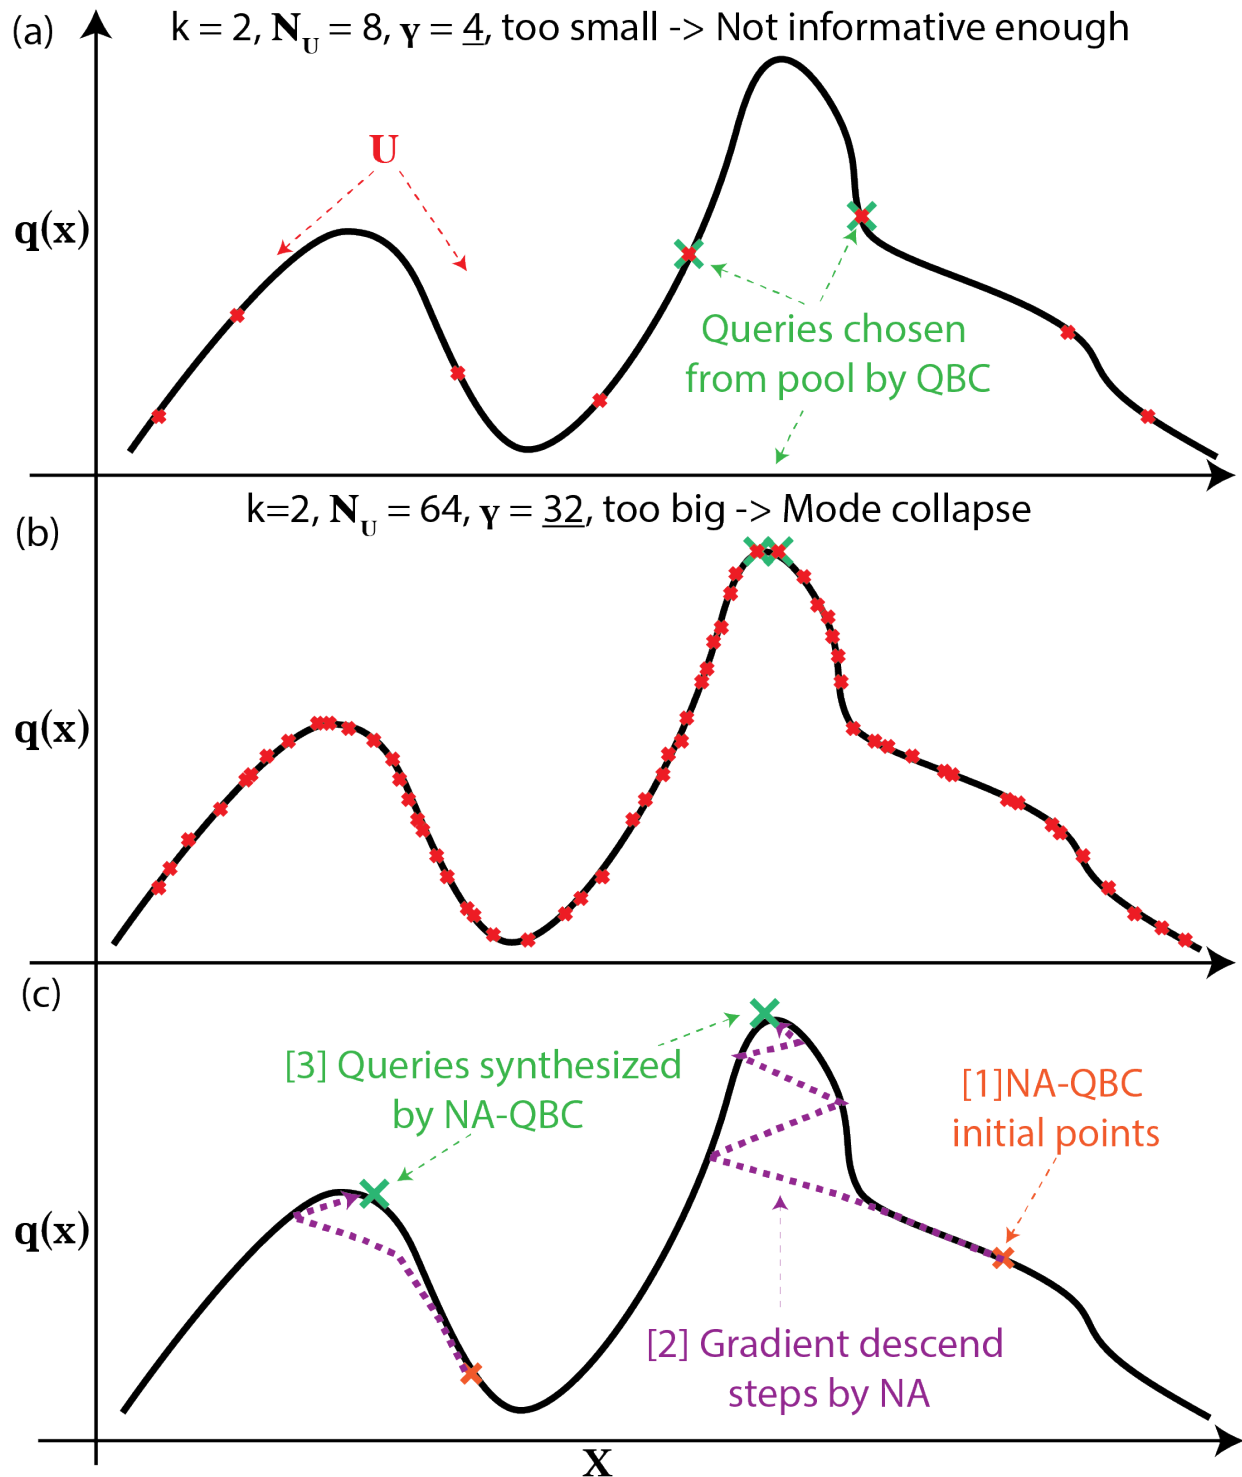 (a) k = 2, N_U = 8, γ = 4, too small -> Not informative enough
U
q(x)
Queries chosen
from pool by QBC
k=2, N_U = 64, γ = 32, too big -> Mode collapse
(b)
q(x)
(c)
[3] Queries synthesized
by NA-QBC
[1]NA-QBC
initial points
q(x)
[2] Gradient descend
steps by NA
X